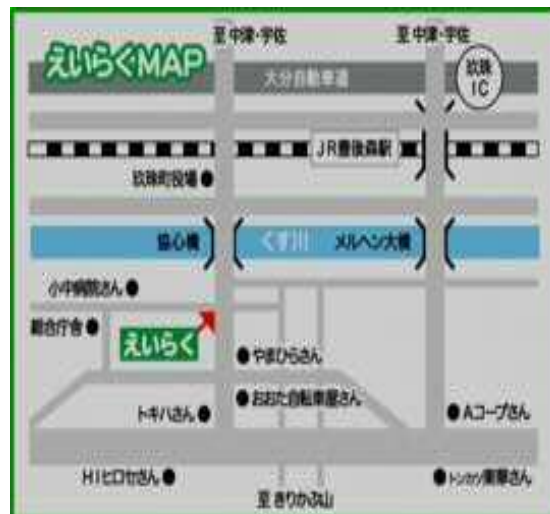 至 中津・宇佐
至 中津・宇佐
えいらくMAP
大分自動車道
玖珠
IC
JR豊後森駅
玖珠町役場
協心橋
くす川
メルヘン大橋
小中病院さん
総合庁舎
えいらく
やまひらさん
トキハさん
おおた自転車屋さん
Aコープさん
HIヒロセさん
トンカツ
至 きりかぶ山